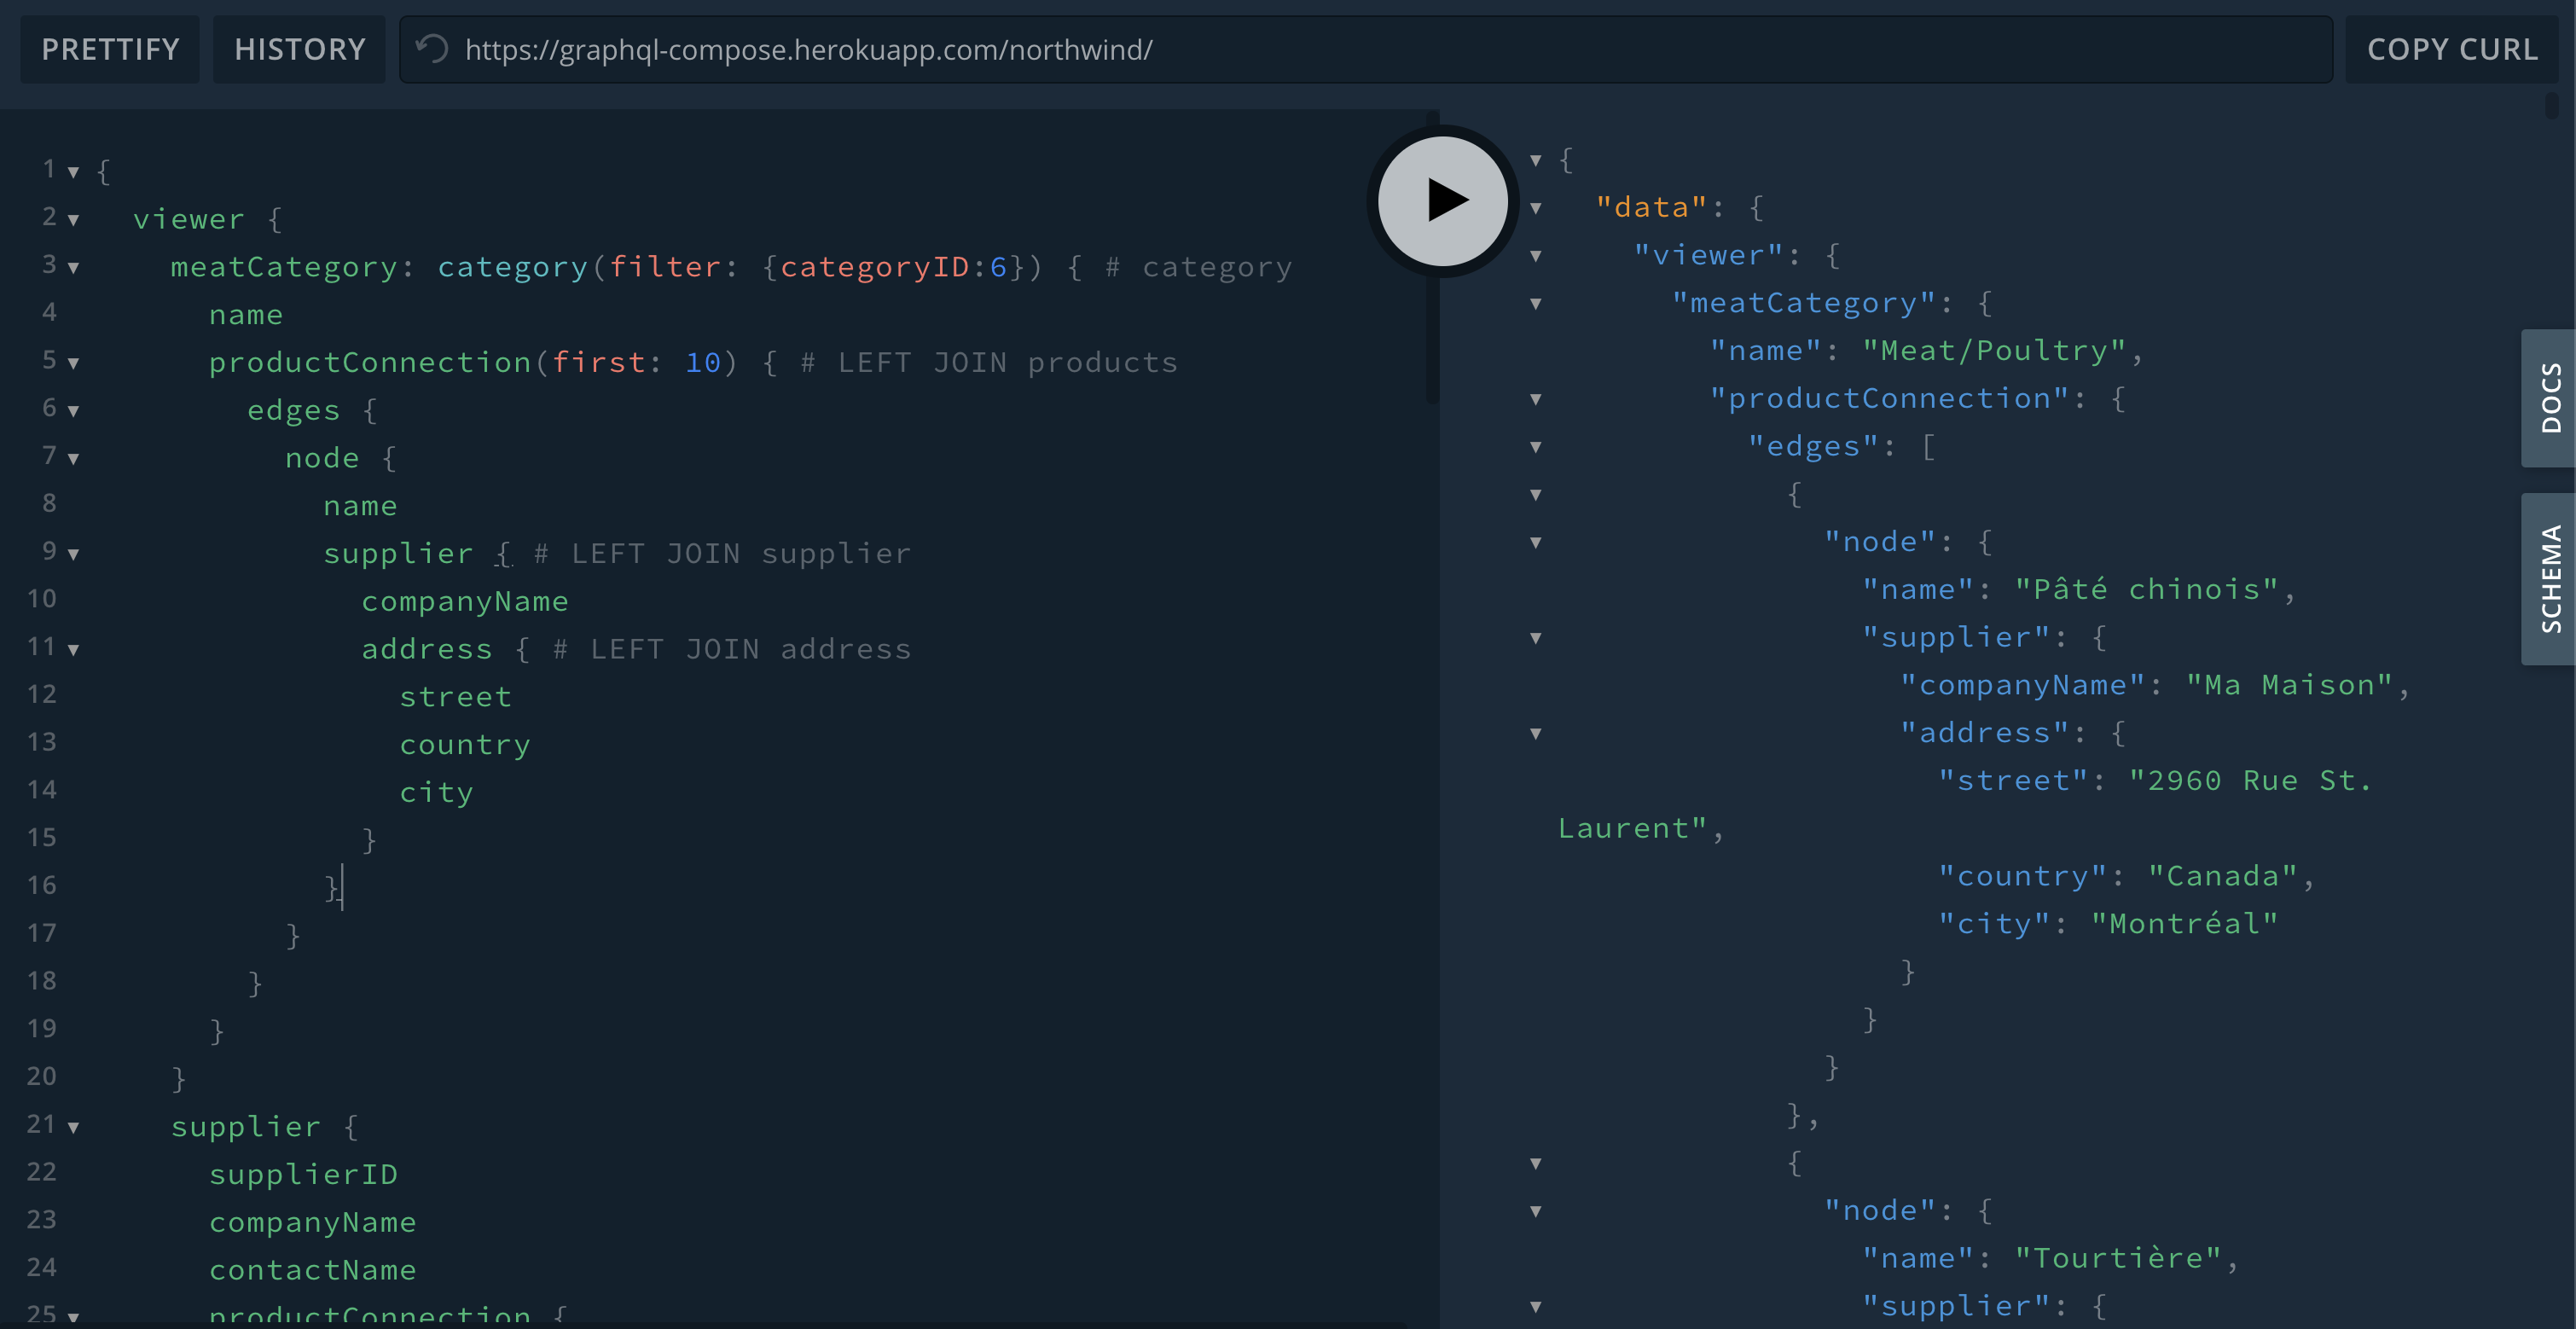 PRETTIFY HISTORY https://graphql-compose.herokuapp.com/northwind/ COPY CURL
1 {
2 viewer {
3 meatCategory: category(filter: {categoryID:6}) { # category
4 name
5 productConnection(first: 10) { # LEFT JOIN products
6 edges {
7 node {
8 name
9 supplier { # LEFT JOIN supplier
10 companyName
11 address { # LEFT JOIN address
12 street
13 country
14 city
15 }
16 }
17 }
18 }
19 }
20 }
21 supplier {
22 supplierID
23 companyName
24 contactName
25 productConnection {
{
"data": {
"viewer": {
"meatCategory": {
"name": "Meat/Poultry",
"productConnection": {
"edges": [
{
"node": {
"name": "Pâté chinois",
"supplier": {
"companyName": "Ma Maison",
"address": {
"street": "2960 Rue St.
Laurent",
"country": "Canada",
"city": "Montréal"
}
}
}
},
{
"node": {
"name": "Tourtière",
"supplier": {
DOCS
SCHEMA